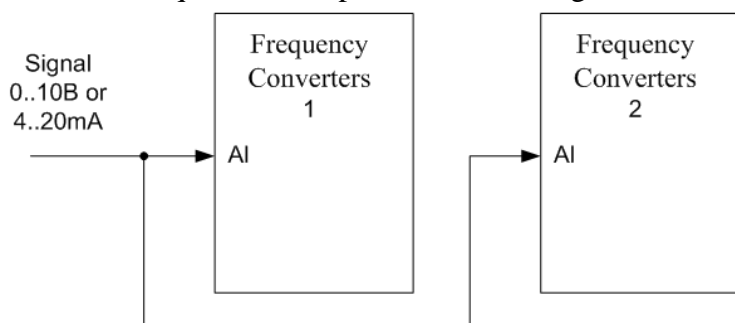 Signal
0..10B or
4..20mA
Frequency
Converters
1
AI
Frequency
Converters
2
AI